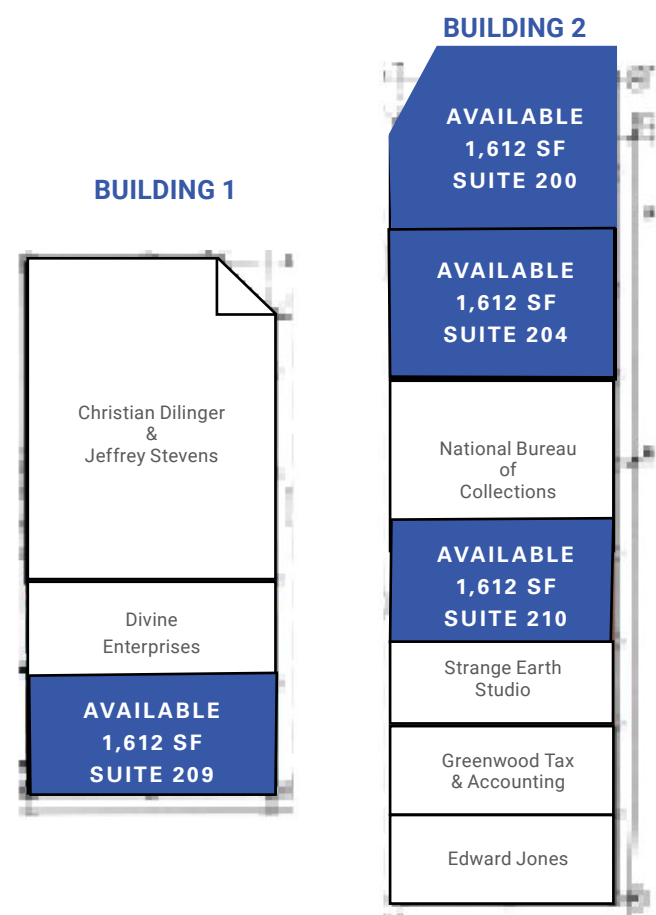 BUILDING 1
Christian Dilinger
&
Jeffrey Stevens
Divine
Enterprises
AVAILABLE
1,612 SF
SUITE 209
BUILDING 2
AVAILABLE
1,612 SF
SUITE 200
AVAILABLE
1,612 SF
SUITE 204
National Bureau
of
Collections
AVAILABLE
1,612 SF
SUITE 210
Strange Earth
Studio
Greenwood Tax
& Accounting
Edward Jones